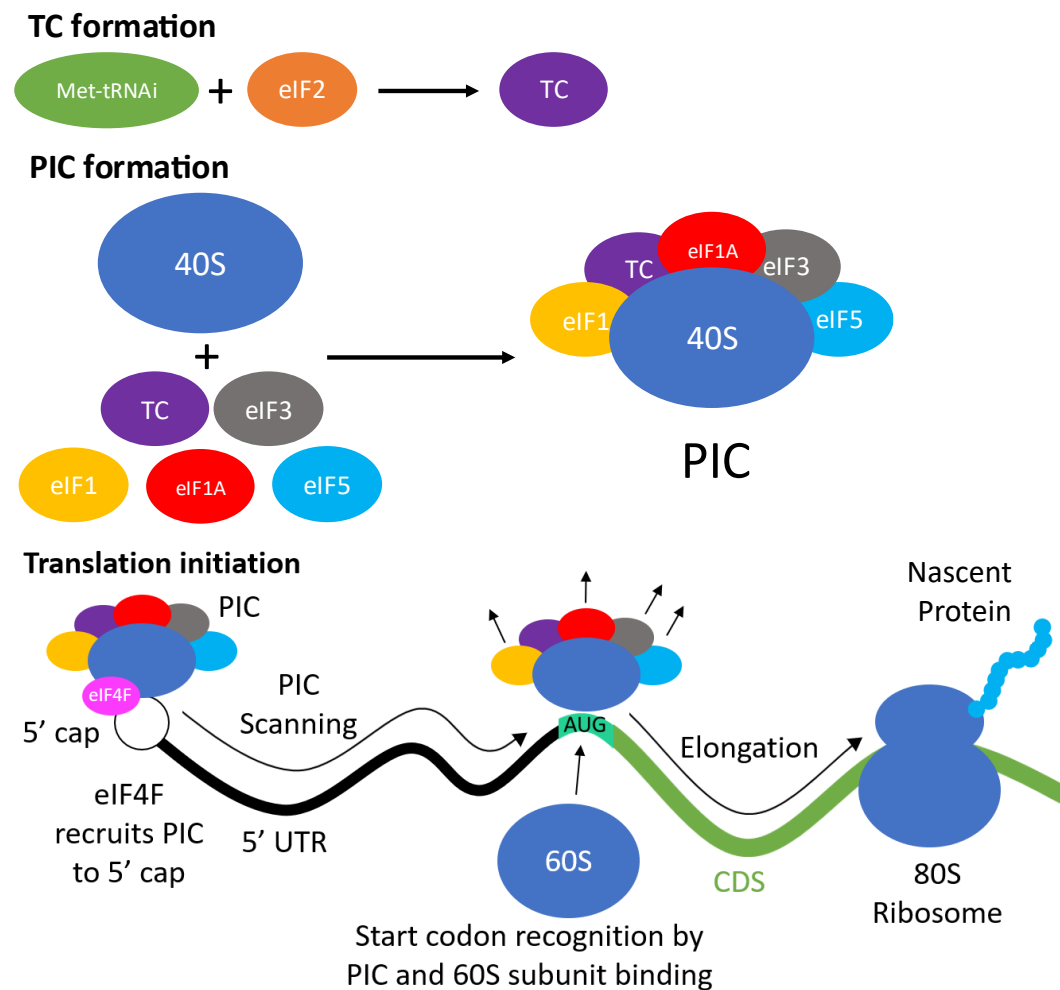 TC formation
Met-tRNAi
+
eIF2
TC
PIC formation
40S
+
TC
eIF3
eIF1
eIF1A
eIF5
eIF1
TC
eIF1A
eIF3
eIF5
40S
PIC
Translation initiation
PIC
eIF4F
5’ cap
eIF4F
recruits PIC
to 5’ cap
PIC
Scanning
5’ UTR
AUG
60S
Start codon recognition by
PIC and 60S subunit binding
Elongation
CDS
Nascent
Protein
80S
Ribosome